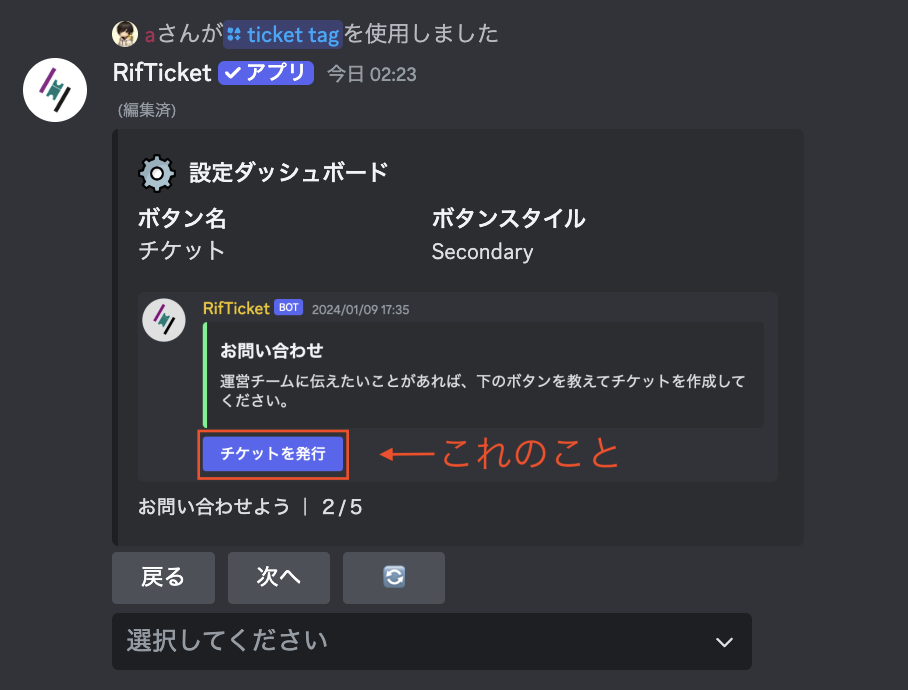 aさんがticket tagを使用しました
RifTicket ✓アプリ 今日 02:23
(編集済)
設定ダッシュボード
ボタン名 ボタンスタイル
チケット Secondary
RifTicket BOT 2024/01/09 17:35
お問い合わせ
運営チームに伝えたいことがあれば、下のボタンを教えてチケットを作成して
ください。
チケットを発行 ←これのこと
お問い合わせよう | 2/5
戻る 次へ
選択してください